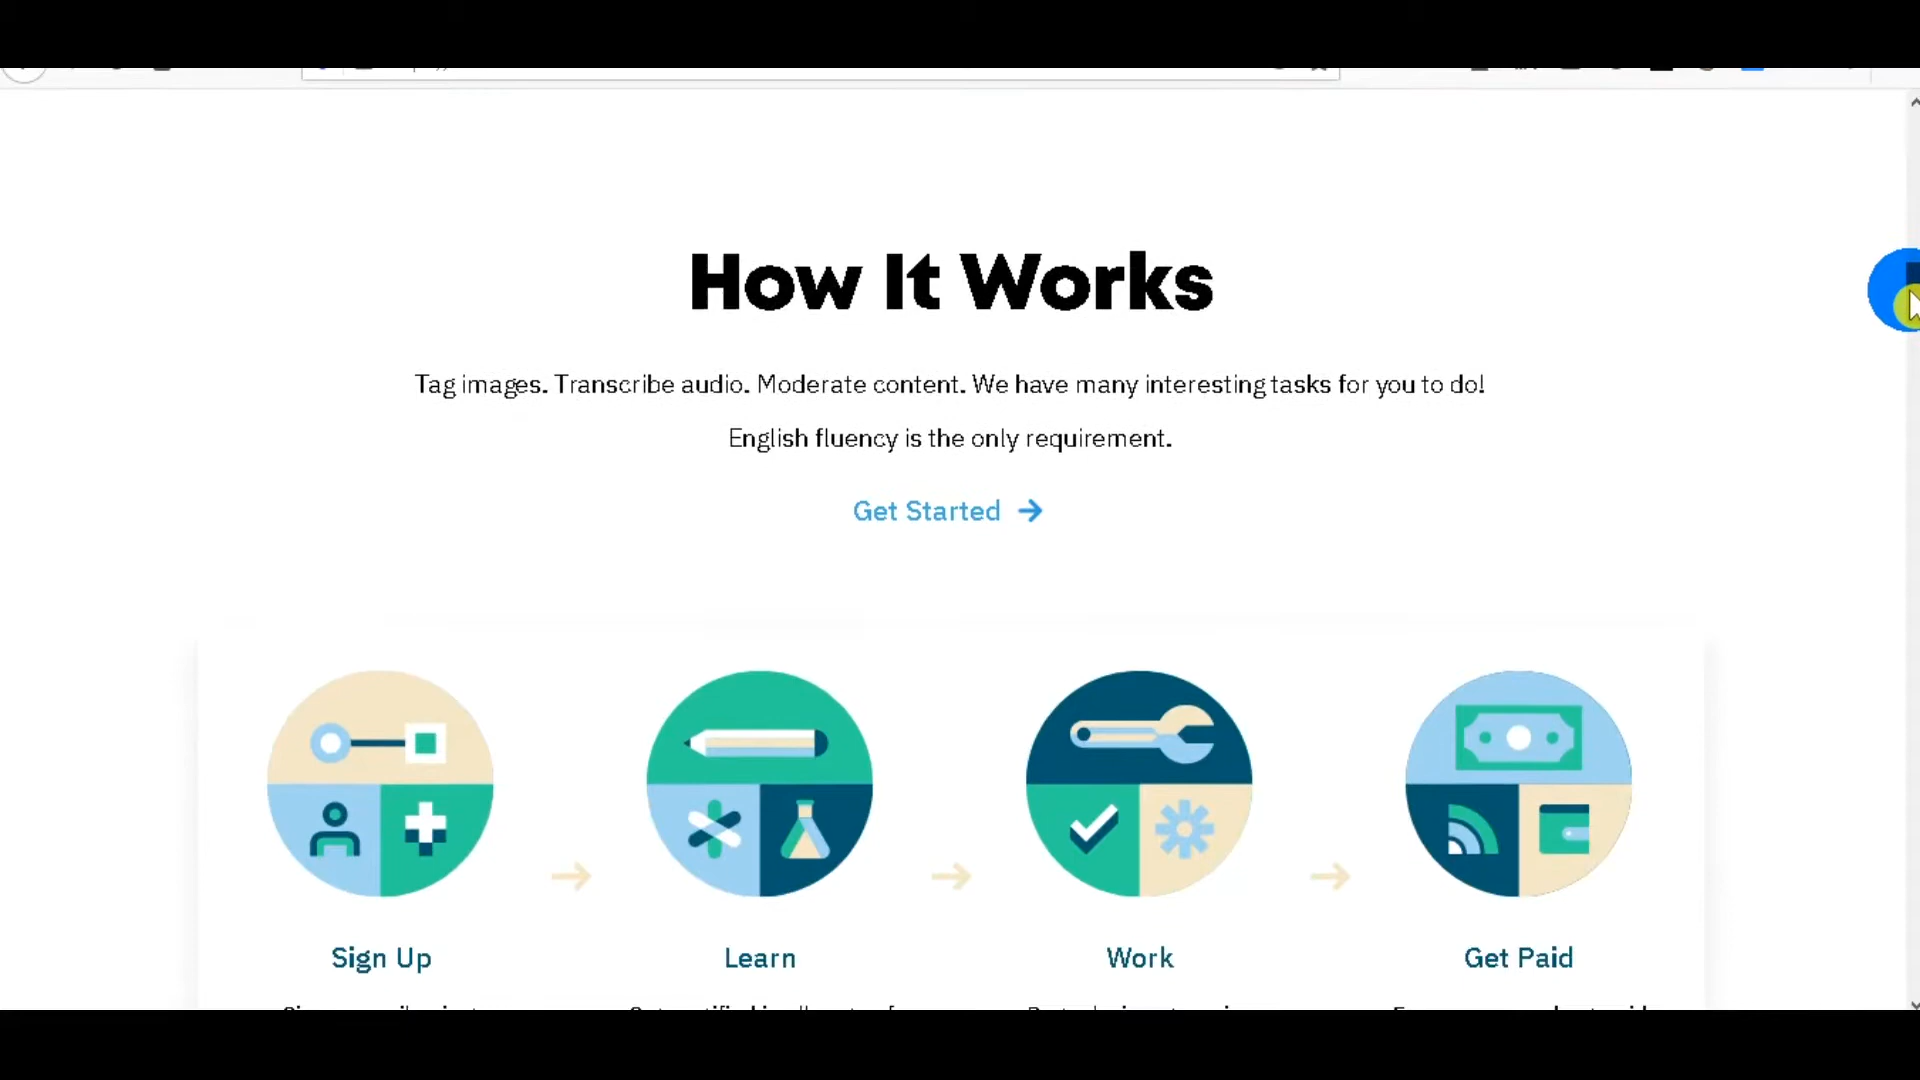 How It Works
Tag images. Transcribe audio. Moderate content. We have many interesting tasks for you to do!
English fluency is the only requirement.
Get Started
Sign Up
Learn
Work
Get Paid